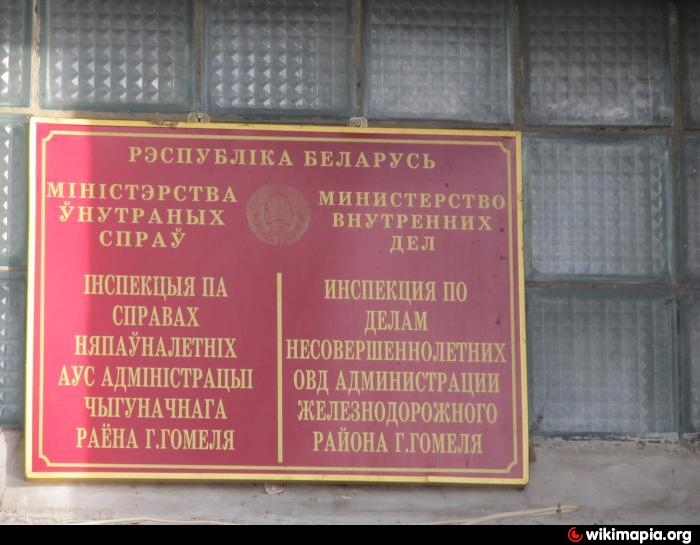 РЭСПУБЛІКА БЕЛАРУСЬ
МІНІСТЭРСТВА
ЎНУТРАНЫХ
СПРАЎ
МИНИСТЕРСТВО
ВНУТРЕННИХ
ДЕЛ
ІНСПЕКЦЫЯ ПА
СПРАВАХ
НЯПАЎНАЛЕТНІХ
АУС АДМІНІСТРАЦЫІ
ЧЫГУНАЧНАГА
РАЁНА Г.ГОМЕЛЯ
ИНСПЕКЦИЯ ПО
ДЕЛАМ
НЕСОВЕРШЕННОЛЕТНИХ
ОВД АДМИНИСТРАЦИИ
ЖЕЛЕЗНОДОРОЖНОГО
РАЙОНА Г.ГОМЕЛЯ
wikimapia.org